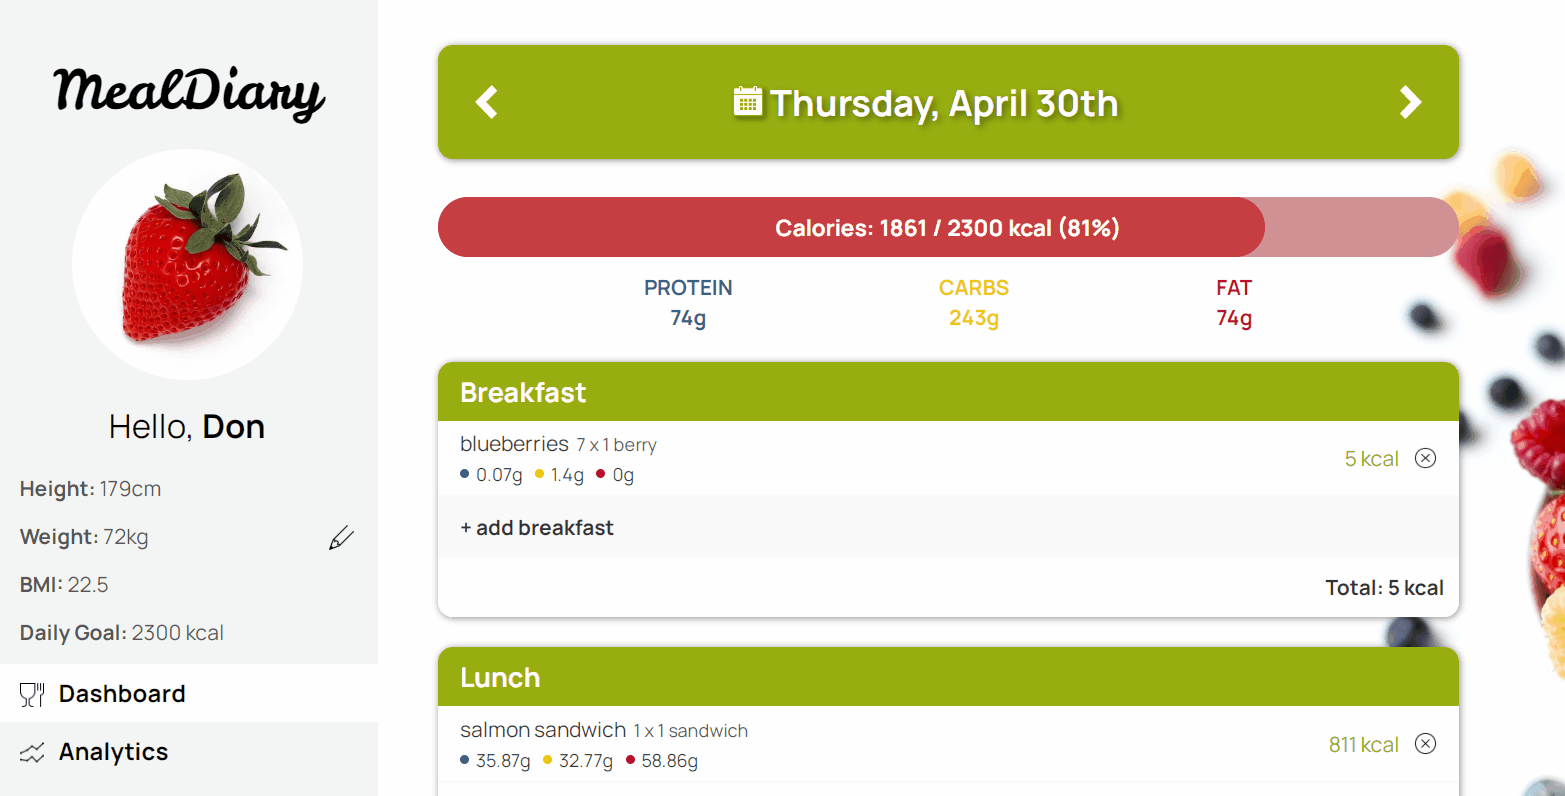 MealDiary
Hello, Don
Height: 179cm
Weight: 72kg
BMI: 22.5
Daily Goal: 2300 kcal
Dashboard
Analytics
Thursday, April 30th
Calories: 1861 / 2300 kcal (81%)
PROTEIN CARBS FAT
74g 243g 74g
Breakfast
blueberries 7 x 1 berry
0.07g 1.4g 0g
5 kcal
+ add breakfast
Total: 5 kcal
Lunch
salmon sandwich 1 x 1 sandwich
35.87g 32.77g 58.86g
811 kcal